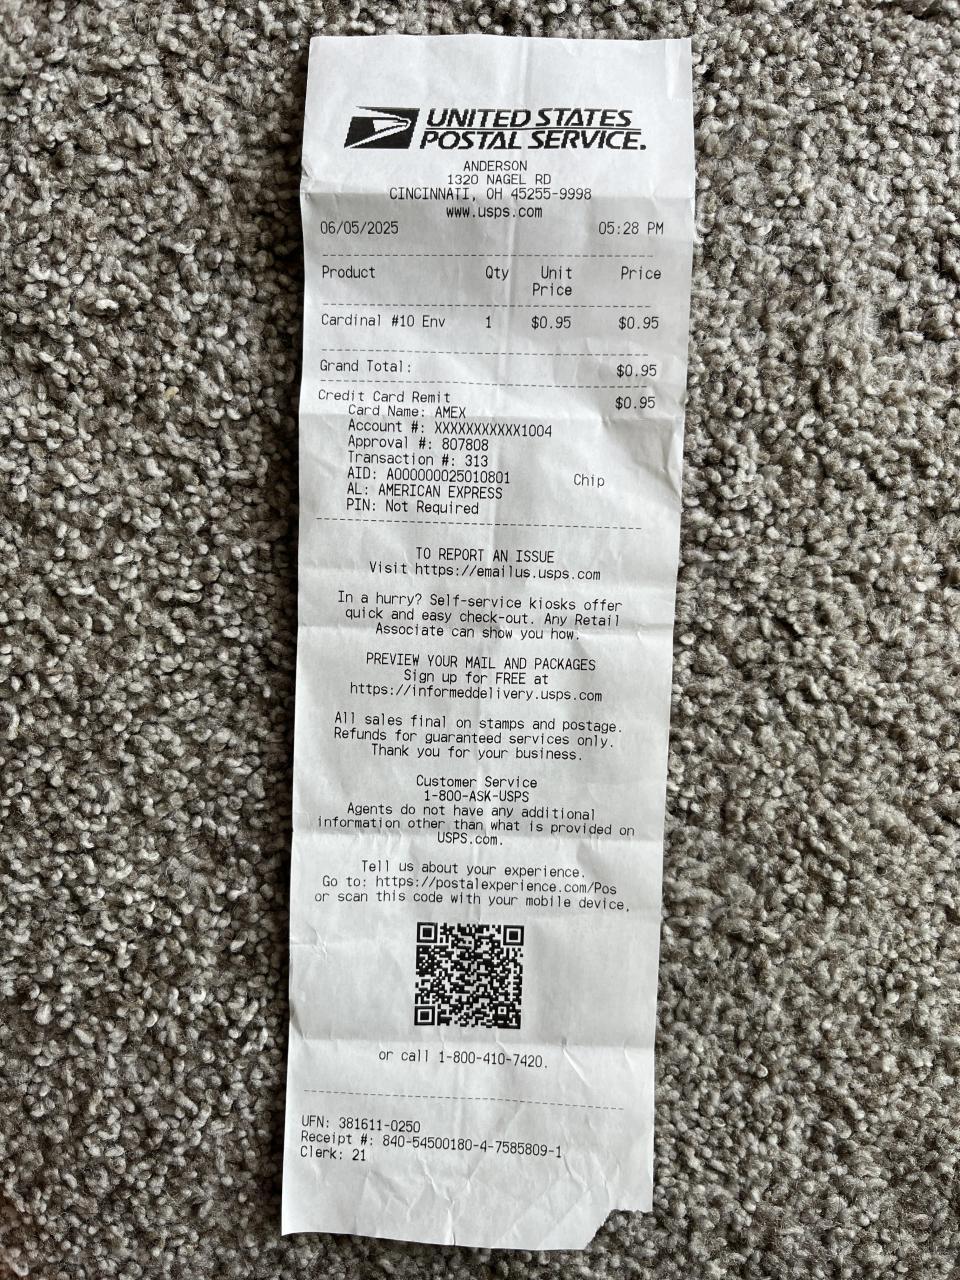 UNITED STATES
POSTAL SERVICE.
ANDERSON
1320 NAGEL RD
CINCINNATI, OH 45255-9998
www.usps.com
06/05/2025 05:28 PM
Product Qty Unit Price
Price
Cardinal #10 Env 1 $0.95 $0.95
Grand Total: $0.95
Credit Card Remit $0.95
Card Name: AMEX
Account #: XXXXXXXXXXX1004
Approval #: 807808
Transaction #: 313
AID: A000000025010801 Chip
AL: AMERICAN EXPRESS
PIN: Not Required
TO REPORT AN ISSUE
Visit https://emailus.usps.com
In a hurry? Self-service kiosks offer
quick and easy check-out. Any Retail
Associate can show you how.
PREVIEW YOUR MAIL AND PACKAGES
Sign up for FREE at
https://informeddelivery.usps.com
All sales final on stamps and postage.
Refunds for guaranteed services only.
Thank you for your business.
Customer Service
1-800-ASK-USPS
Agents do not have any additional
information other than what is provided on
USPS.com.
Tell us about your experience.
Go to: https://postalexperience.com/Pos
or scan this code with your mobile device,
or call 1-800-410-7420.
UFN: 381611-0250
Receipt #: 840-54500180-4-7585809-1
Clerk: 21